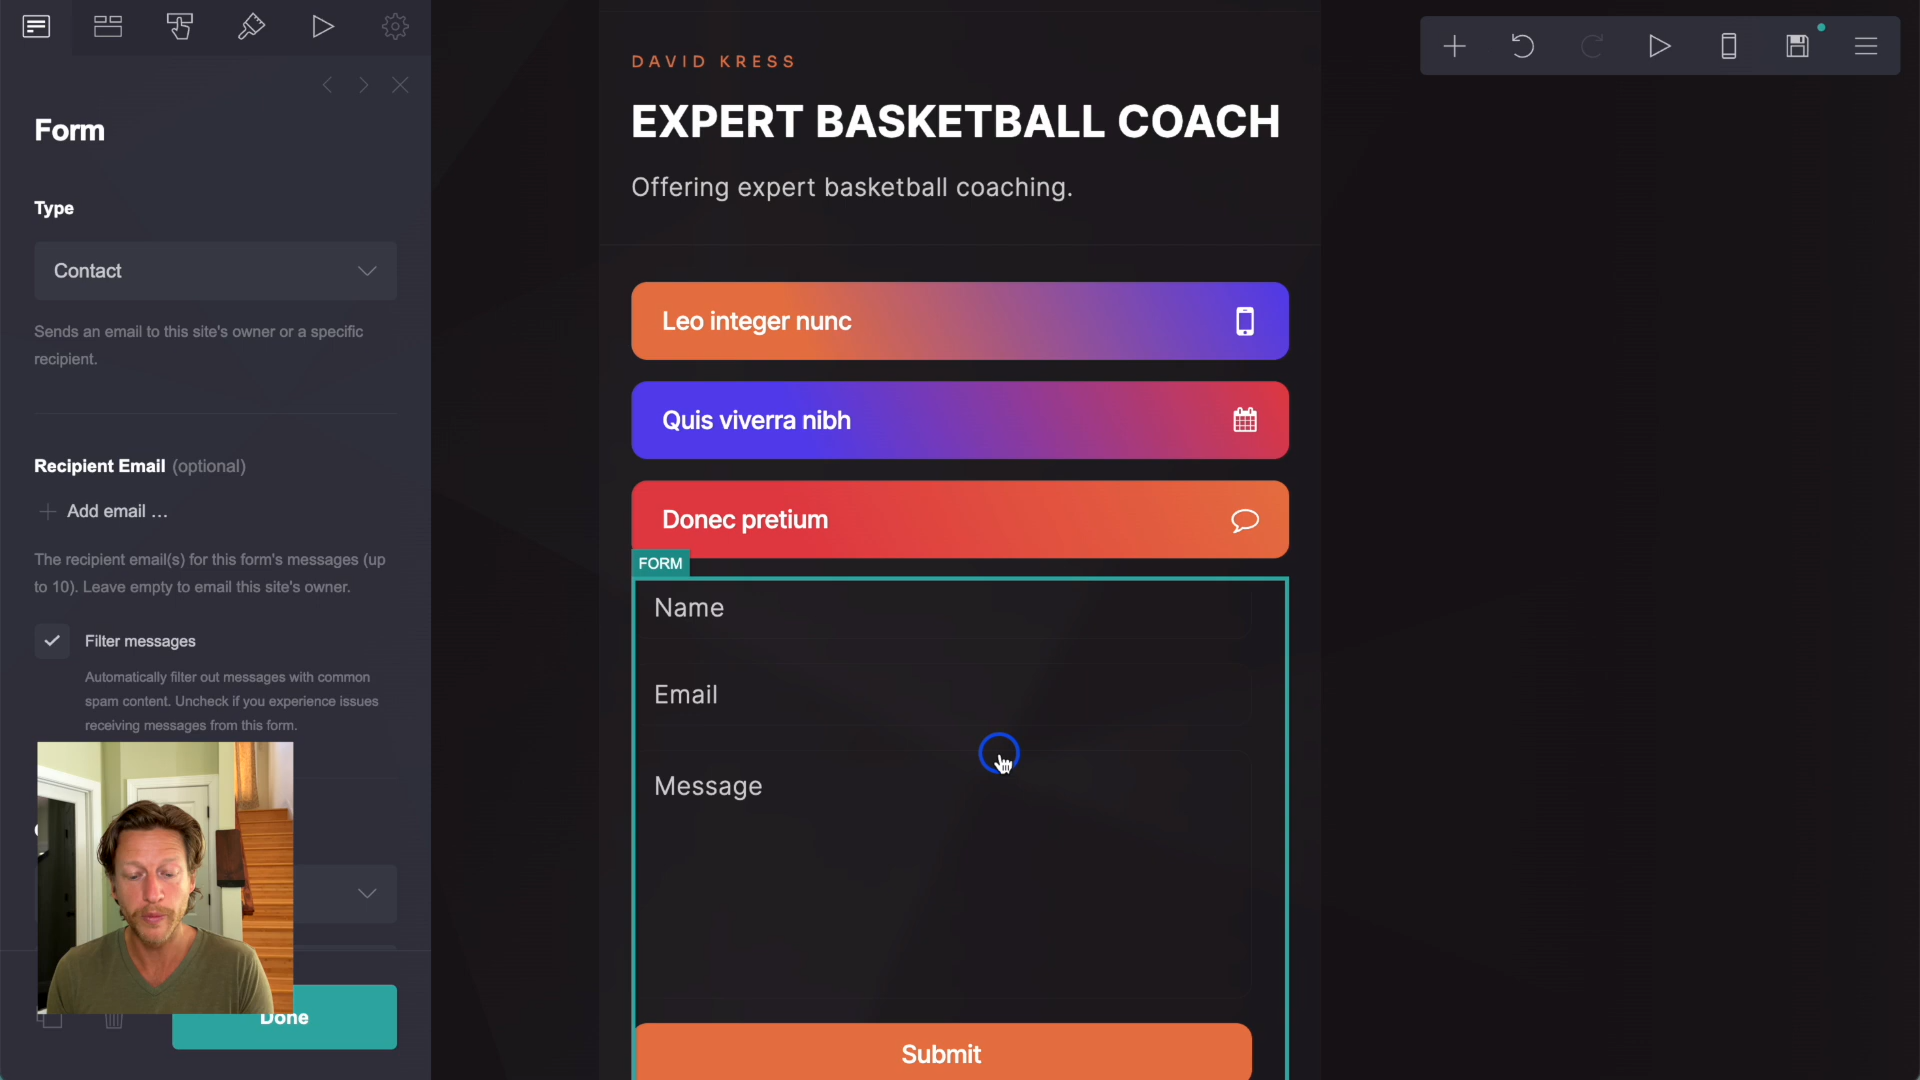 Form
Type
Contact
Sends an email to this site's owner or a specific
recipient.
Recipient Email (optional)
Add email ...
The recipient email(s) for this form's messages (up
to 10). Leave empty to email this site's owner.
Filter messages
Automatically filter out messages with common
spam content. Uncheck if you experience issues
receiving messages from this form.
Done
DAVID KRESS
EXPERT BASKETBALL COACH
Offering expert basketball coaching.
Leo integer nunc
Quis viverra nibh
Donec pretium
FORM
Name
Email
Message
Submit